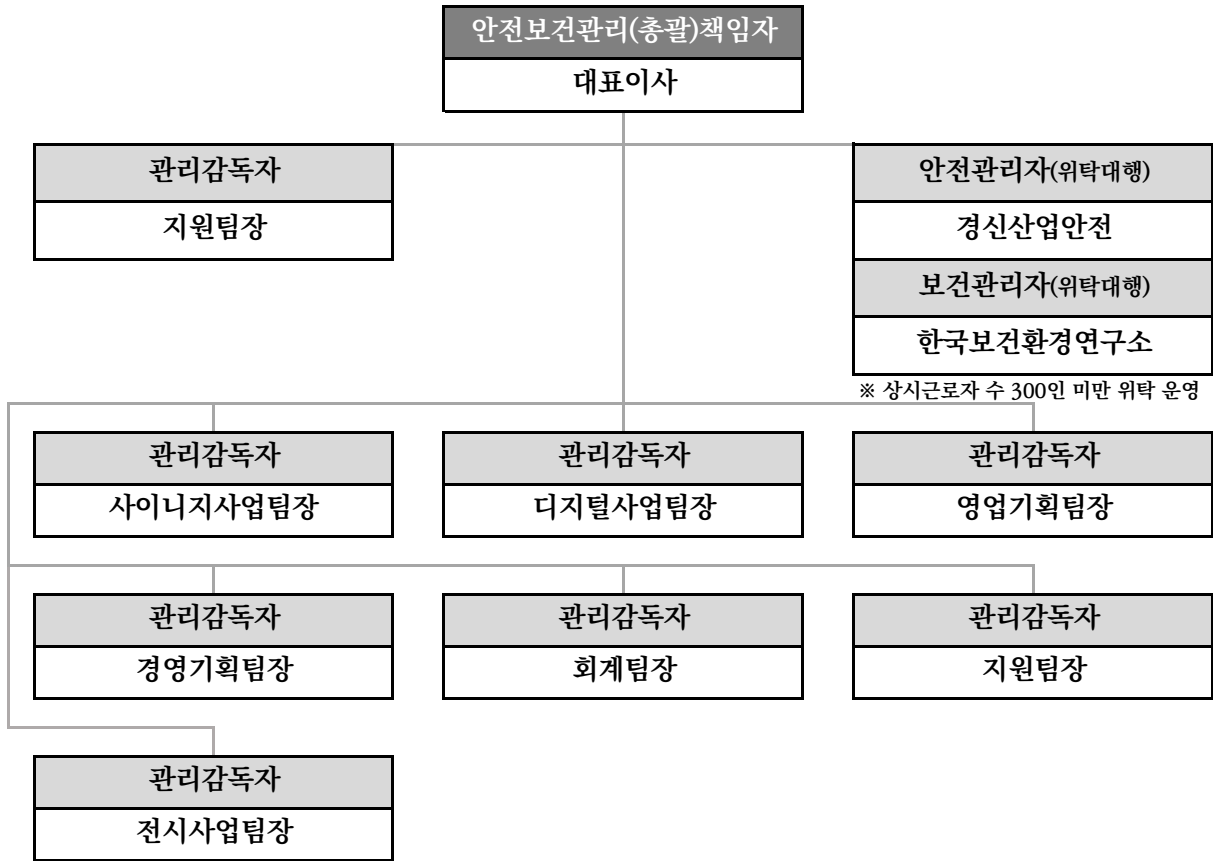 안전보건관리(총괄)책임자
대표이사
관리감독자
지원팀장
안전관리자(위탁대행)
경신산업안전
보건관리자(위탁대행)
한국보건환경연구소
※ 상시근로자 수 300인 미만 위탁 운영
관리감독자
사이니지사업팀장
관리감독자
디지털사업팀장
관리감독자
영업기획팀장
관리감독자
경영기획팀장
관리감독자
회계팀장
관리감독자
지원팀장
관리감독자
전시사업팀장